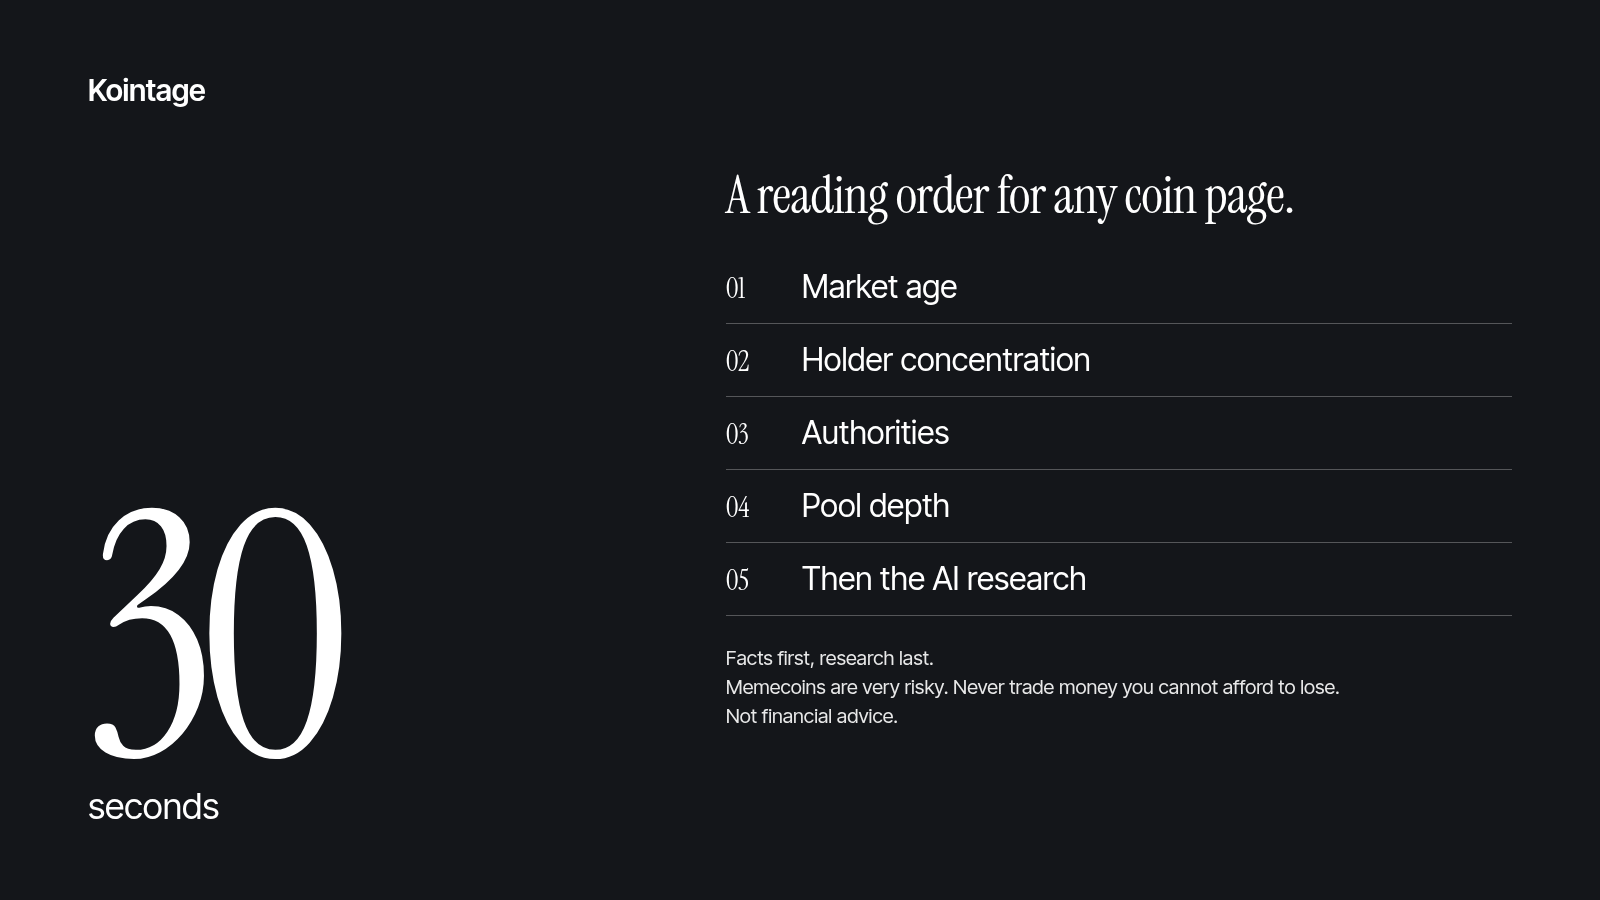 Kointage
A reading order for any coin page.
01 Market age
02 Holder concentration
03 Authorities
04 Pool depth
05 Then the AI research
Facts first, research last.
Memecoins are very risky. Never trade money you cannot afford to lose.
Not financial advice.
30
seconds